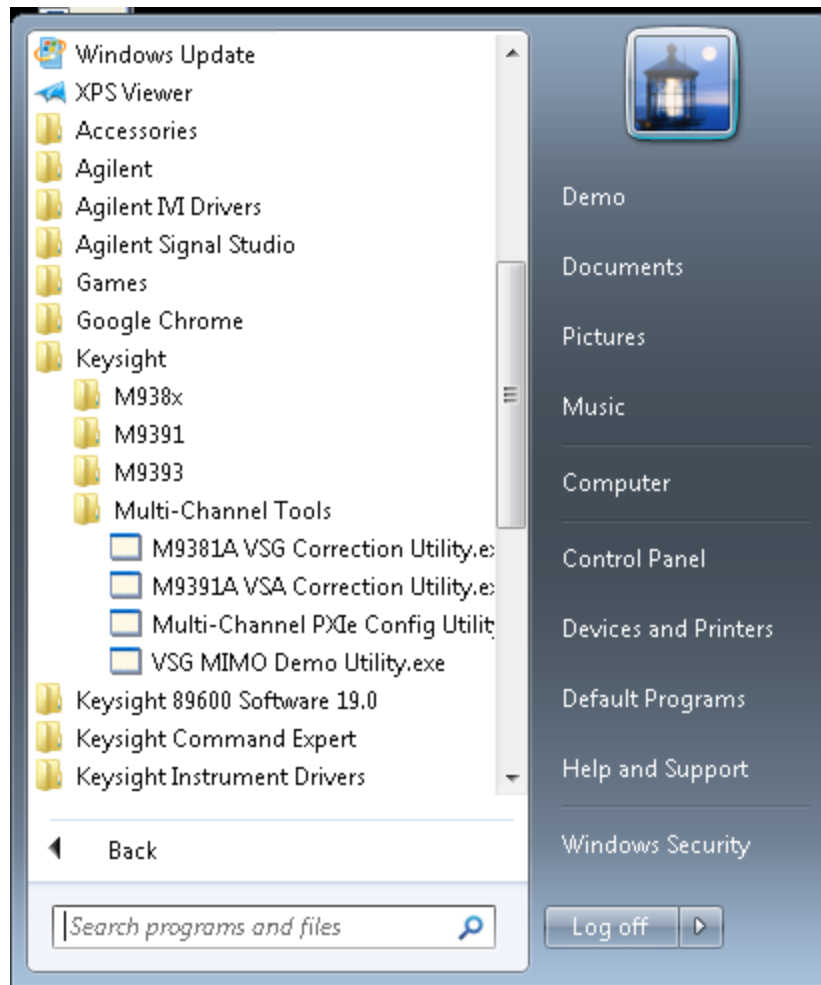 Windows Update
XPS Viewer
Accessories
Agilent
Agilent IVI Drivers
Agilent Signal Studio
Games
Google Chrome
Keysight
M938x
M9391
M9393
Multi-Channel Tools
M9381A VSG Correction Utility.e
M9391A VSA Correction Utility.e
Multi-Channel PXIe Config Utilit
VSG MIMO Demo Utility.exe
Keysight 89600 Software 19.0
Keysight Command Expert
Keysight Instrument Drivers
Back
Search programs and files
Demo
Documents
Pictures
Music
Computer
Control Panel
Devices and Printers
Default Programs
Help and Support
Windows Security
Log off